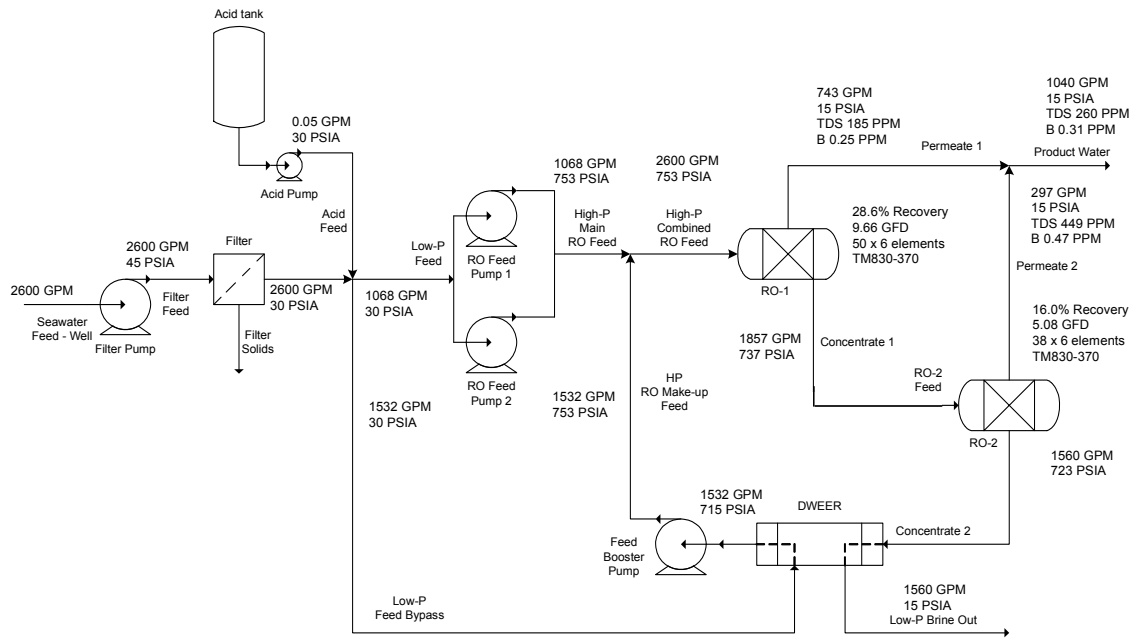 Acid tank
0.05 GPM
30 PSIA
Acid Pump
Acid
Feed
2600 GPM
45 PSIA
Filter
2600 GPM
Seawater
Feed - Well
Filter
Feed
Filter Pump
2600 GPM
30 PSIA
Filter
Solids
Low-P
Feed
1068 GPM
30 PSIA
RO Feed
Pump 1
RO Feed
Pump 2
1068 GPM
753 PSIA
High-P
Main
RO Feed
2600 GPM
753 PSIA
High-P
Combined
RO Feed
743 GPM
15 PSIA
TDS 185 PPM
B 0.25 PPM
Permeate 1
1040 GPM
15 PSIA
TDS 260 PPM
B 0.31 PPM
Product Water
28.6% Recovery
9.66 GFD
50 x 6 elements
TM830-370
RO-1
297 GPM
15 PSIA
TDS 449 PPM
B 0.47 PPM
Permeate 2
16.0% Recovery
5.08 GFD
38 x 6 elements
TM830-370
1857 GPM
737 PSIA
Concentrate 1
RO-2
Feed
RO-2
1532 GPM
30 PSIA
1532 GPM
753 PSIA
HP
RO Make-up
Feed
1560 GPM
723 PSIA
1532 GPM
715 PSIA
DWEER
Concentrate 2
Feed
Booster
Pump
Low-P
Feed Bypass
1560 GPM
15 PSIA
Low-P Brine Out